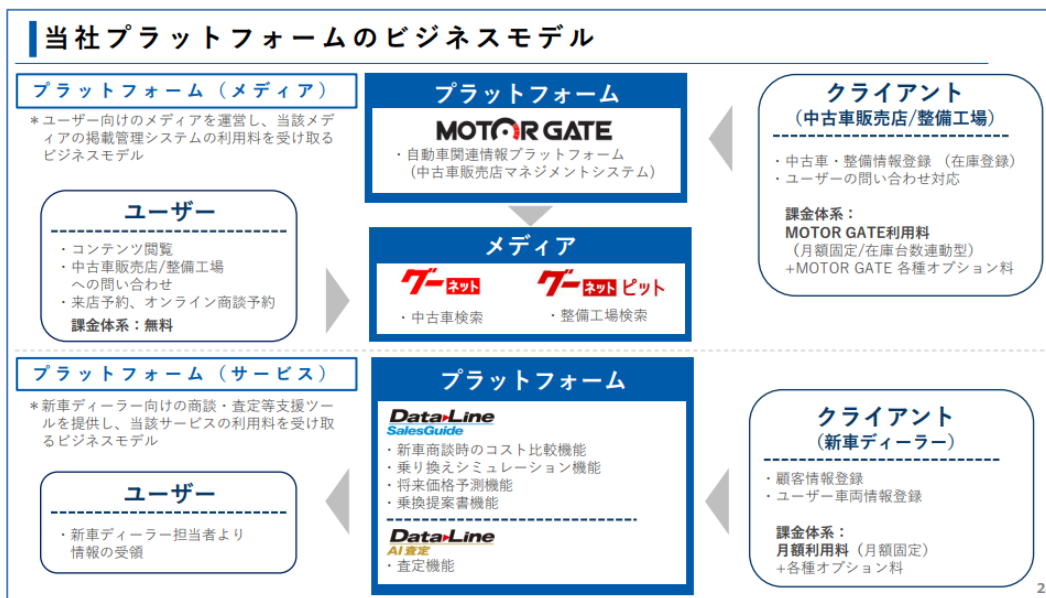 当社プラットフォームのビジネスモデル
プラットフォーム（メディア）
＊ユーザー向けのメディアを運営し、当該メデ
ィアの掲載管理システムの利用料を受け取る
ビジネスモデル
ユーザー
・コンテンツ閲覧
・中古車販売店/整備工場
への問い合わせ
・来店予約、オンライン商談予約
課金体系：無料
プラットフォーム
MOTOR GATE
・自動車関連情報プラットフォーム
（中古車販売店マネジメントシステム）
メディア
グーネット
・中古車検索
グーネットピット
・整備工場検索
クライアント
（中古車販売店/整備工場）
・中古車・整備情報登録（在庫登録）
・ユーザーの問い合わせ対応
課金体系：
MOTOR GATE利用料
（月額固定/在庫台数連動型）
+MOTOR GATE 各種オプション料
プラットフォーム（サービス）
＊新車ディーラー向けの商談・査定等支援ツー
ルを提供し、当該サービスの利用料を受け取
るビジネスモデル
ユーザー
・新車ディーラー担当者より
情報の受領
プラットフォーム
Data Line
SalesGuide
・新車商談時のコスト比較機能
・乗り換えシミュレーション機能
・将来価格予測機能
・乗換提案書機能
Data Line
AI査定
・査定機能
クライアント
（新車ディーラー）
・顧客情報登録
・ユーザー車両情報登録
課金体系：
月額利用料（月額固定）
+各種オプション料
2